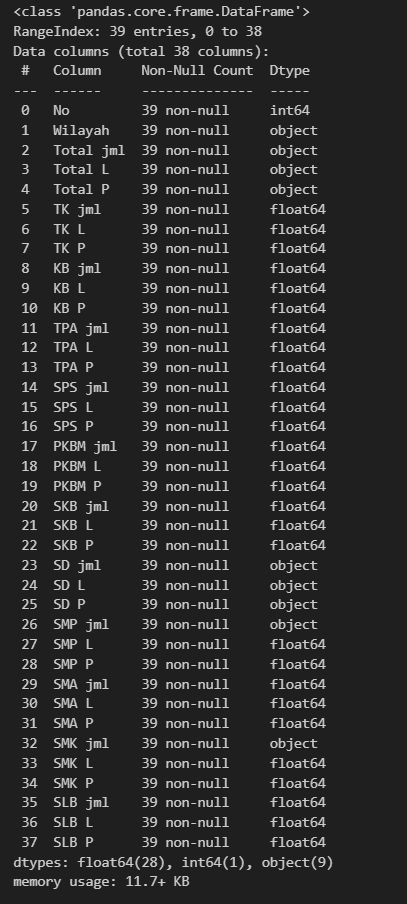 <class 'pandas.core.frame.DataFrame'>
RangeIndex: 39 entries, 0 to 38
Data columns (total 38 columns):
 #   Column     Non-Null Count  Dtype
---  ------     --------------  -----
 0   No         39 non-null     int64
 1   Wilayah    39 non-null     object
 2   Total jml  39 non-null     object
 3   Total L    39 non-null     object
 4   Total P    39 non-null     object
 5   TK jml     39 non-null     float64
 6   TK L       39 non-null     float64
 7   TK P       39 non-null     float64
 8   KB jml     39 non-null     float64
 9   KB L       39 non-null     float64
 10  KB P       39 non-null     float64
 11  TPA jml    39 non-null     float64
 12  TPA L      39 non-null     float64
 13  TPA P      39 non-null     float64
 14  SPS jml    39 non-null     float64
 15  SPS L      39 non-null     float64
 16  SPS P      39 non-null     float64
 17  PKBM jml   39 non-null     float64
 18  PKBM L     39 non-null     float64
 19  PKBM P     39 non-null     float64
 20  SKB jml    39 non-null     float64
 21  SKB L      39 non-null     float64
 22  SKB P      39 non-null     float64
 23  SD jml     39 non-null     object
 24  SD L       39 non-null     object
 25  SD P       39 non-null     object
 26  SMP jml    39 non-null     object
 27  SMP L      39 non-null     float64
 28  SMP P      39 non-null     float64
 29  SMA jml    39 non-null     float64
 30  SMA L      39 non-null     float64
 31  SMA P      39 non-null     float64
 32  SMK jml    39 non-null     object
 33  SMK L      39 non-null     float64
 34  SMK P      39 non-null     float64
 35  SLB jml    39 non-null     float64
 36  SLB L      39 non-null     float64
 37  SLB P      39 non-null     float64
dtypes: float64(28), int64(1), object(9)
memory usage: 11.7+ KB